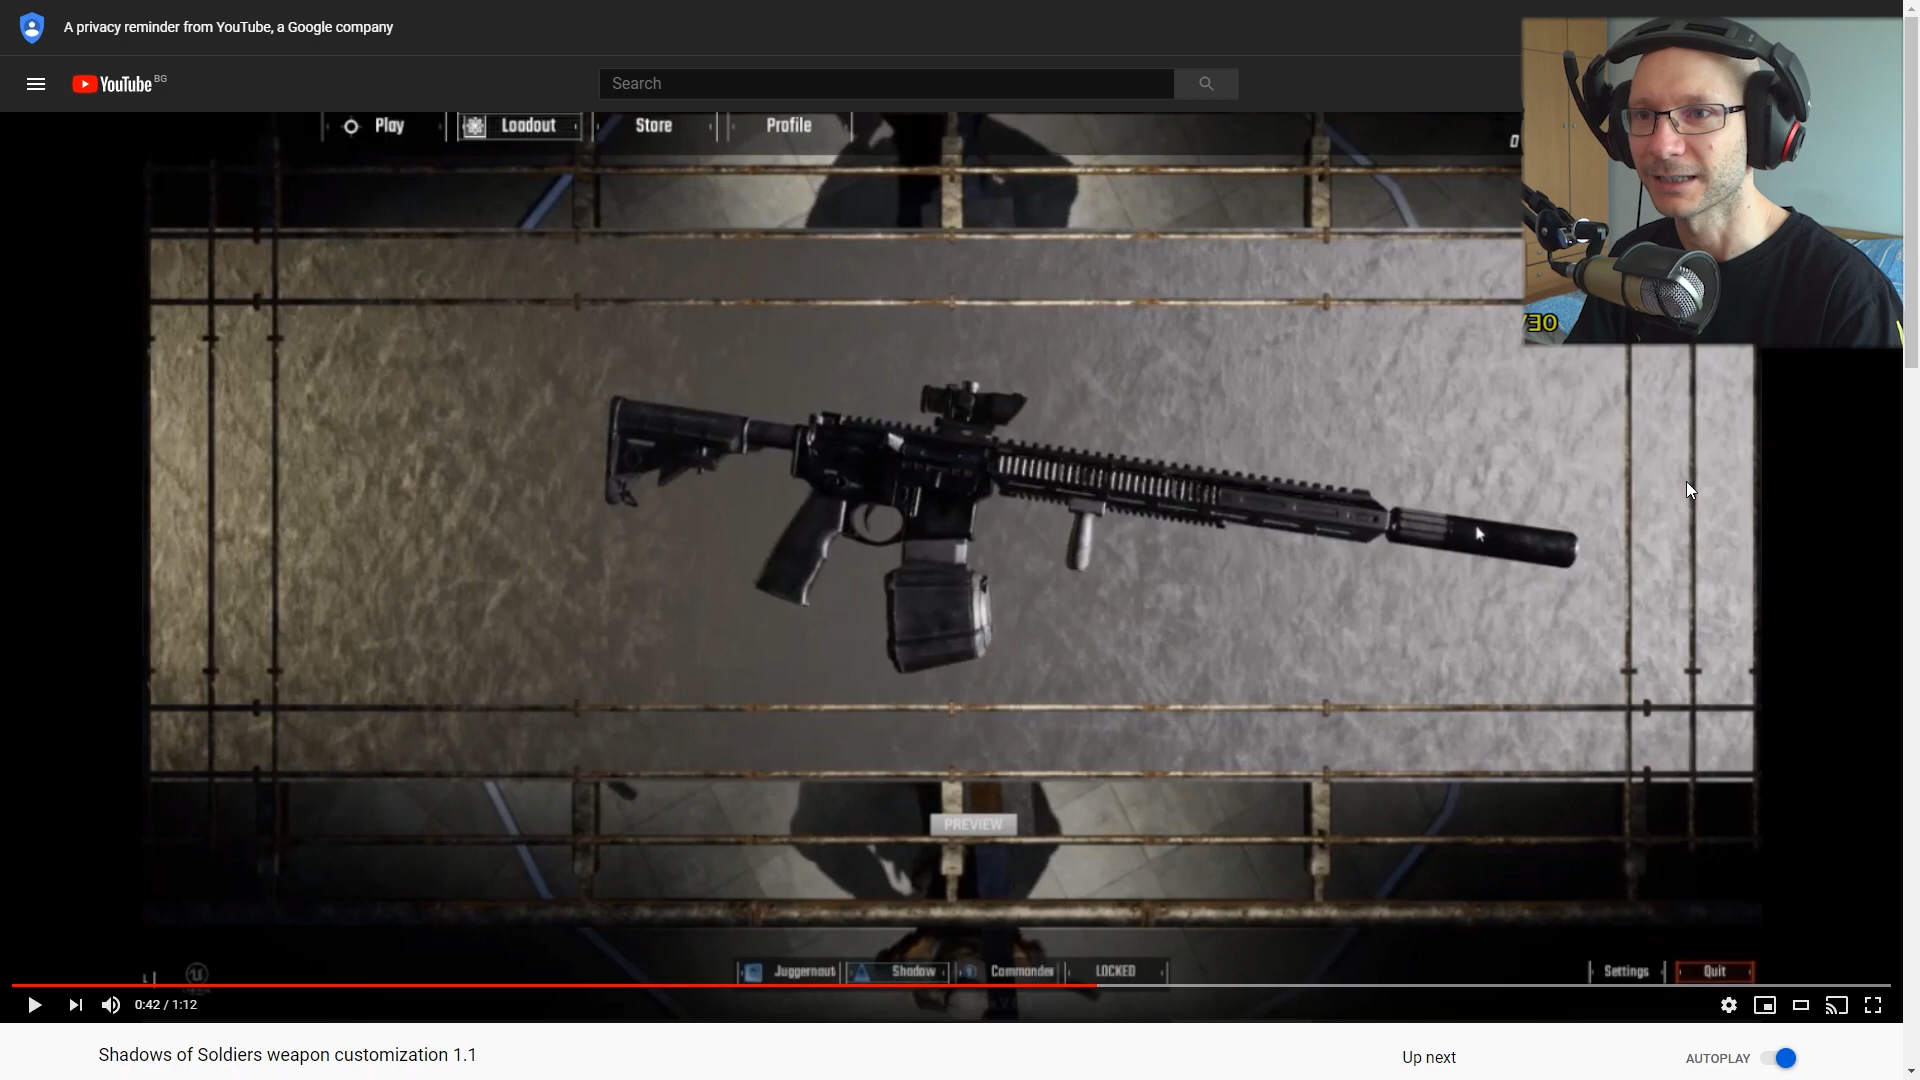 A privacy reminder from YouTube, a Google company
YouTube BG
Search
Play
Loadout
Store
Profile
0
PREVIEW
Juggernaut
Shadow
Commander
LOCKED
Settings
Quit
0:42 / 1:12
Shadows of Soldiers weapon customization 1.1
Up next
AUTOPLAY